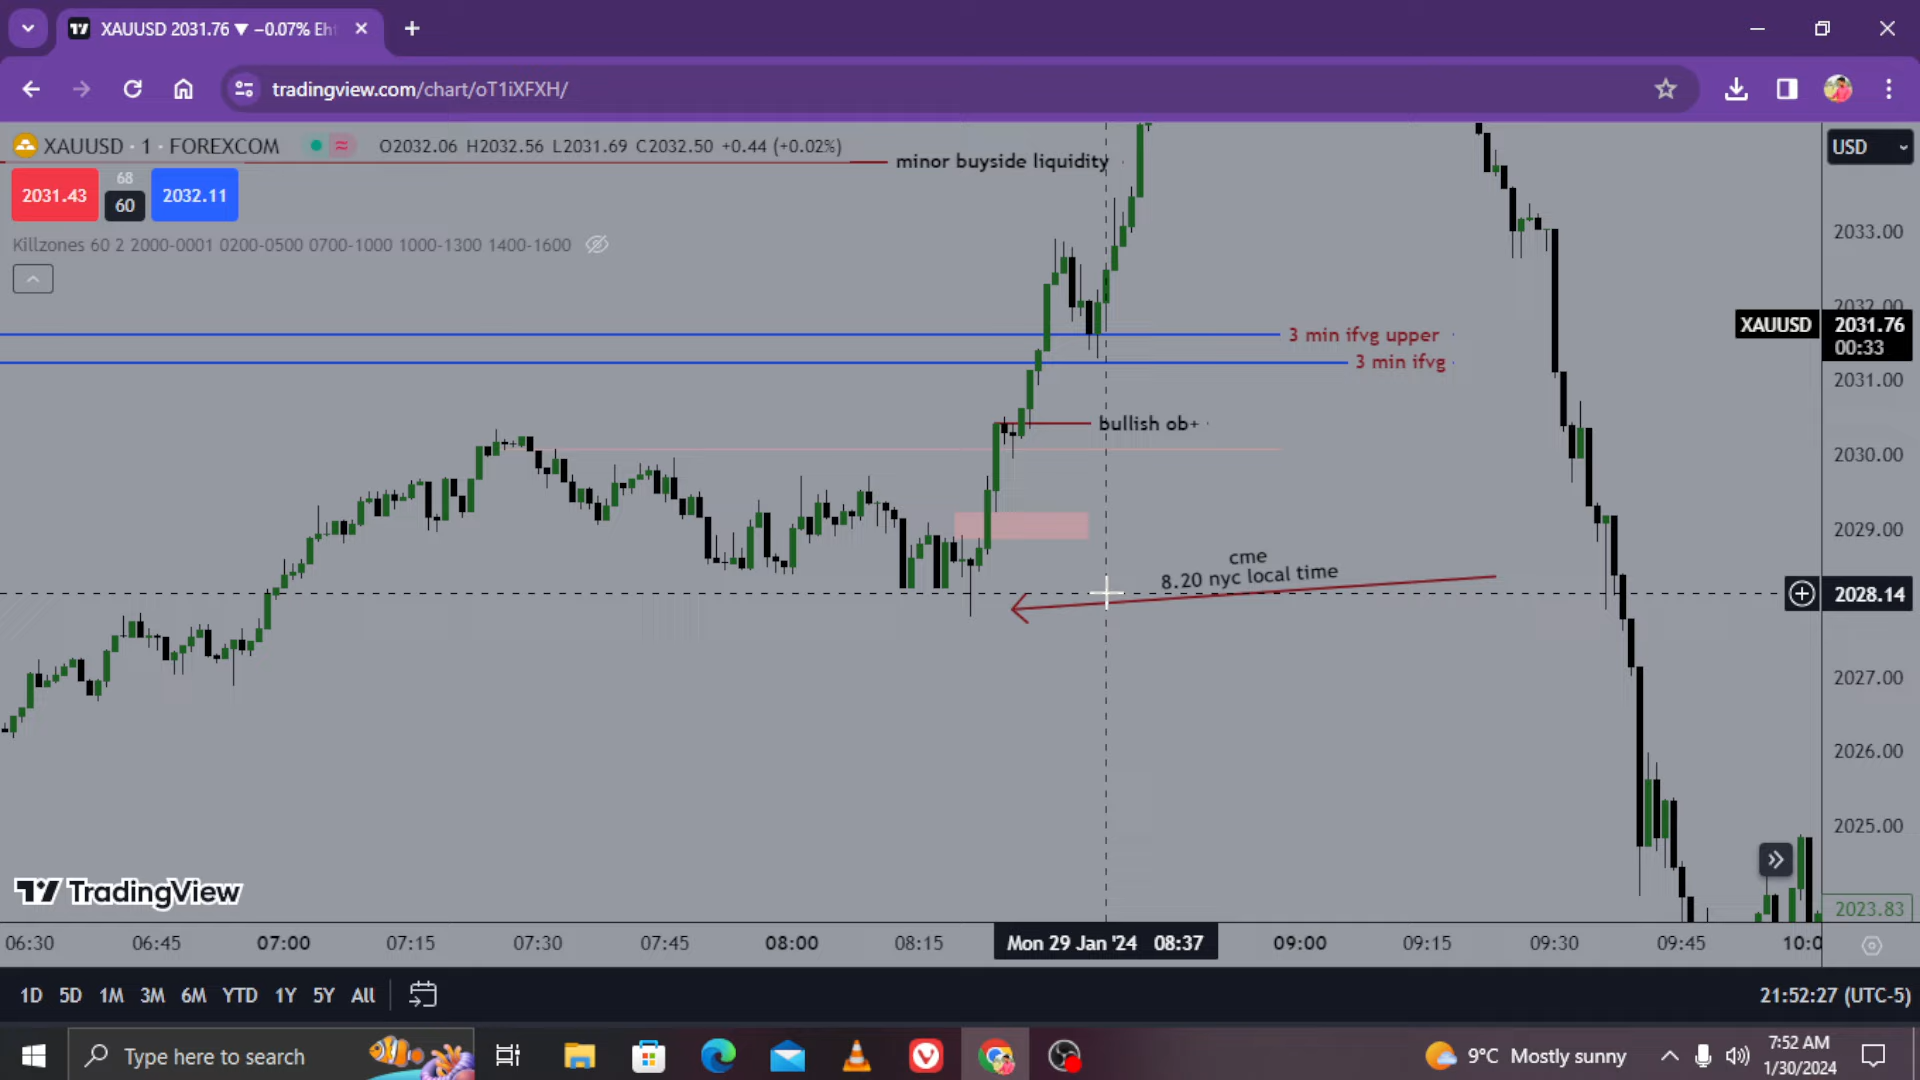 XAUUSD 2031.76 ▼ −0.07% Eh
tradingview.com/chart/oT1iXFXH/
XAUUSD · 1 · FOREXCOM O2032.06 H2032.56 L2031.69 C2032.50 +0.44 (+0.02%)
USD
minor buyside liquidity
2031.43
68
60
2032.11
Killzones 60 2 2000-0001 0200-0500 0700-1000 1000-1300 1400-1600
2033.00
2032.00
XAUUSD 2031.76
00:33
3 min ifvg upper
3 min ifvg
2031.00
bullish ob+
2030.00
2029.00
cme
8.20 nyc local time
2028.14
2027.00
2026.00
2025.00
TradingView
2023.83
06:30 06:45 07:00 07:15 07:30 07:45 08:00 08:15 Mon 29 Jan '24 08:37 09:00 09:15 09:30 09:45 10:0
1D 5D 1M 3M 6M YTD 1Y 5Y All
21:52:27 (UTC-5)
Type here to search
9°C Mostly sunny
7:52 AM
1/30/2024